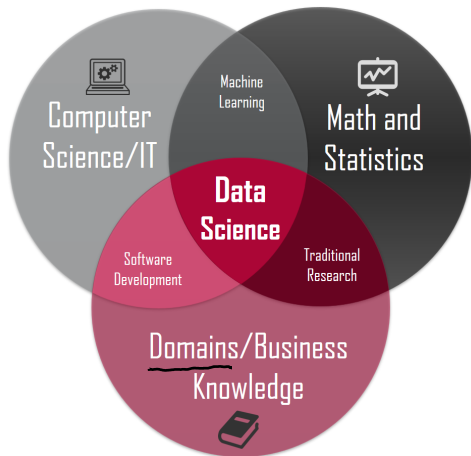 Machine
Learning
Computer
Science/IT
Math and
Statistics
Data
Science
Software
Development
Traditional
Research
Domains/Business
Knowledge